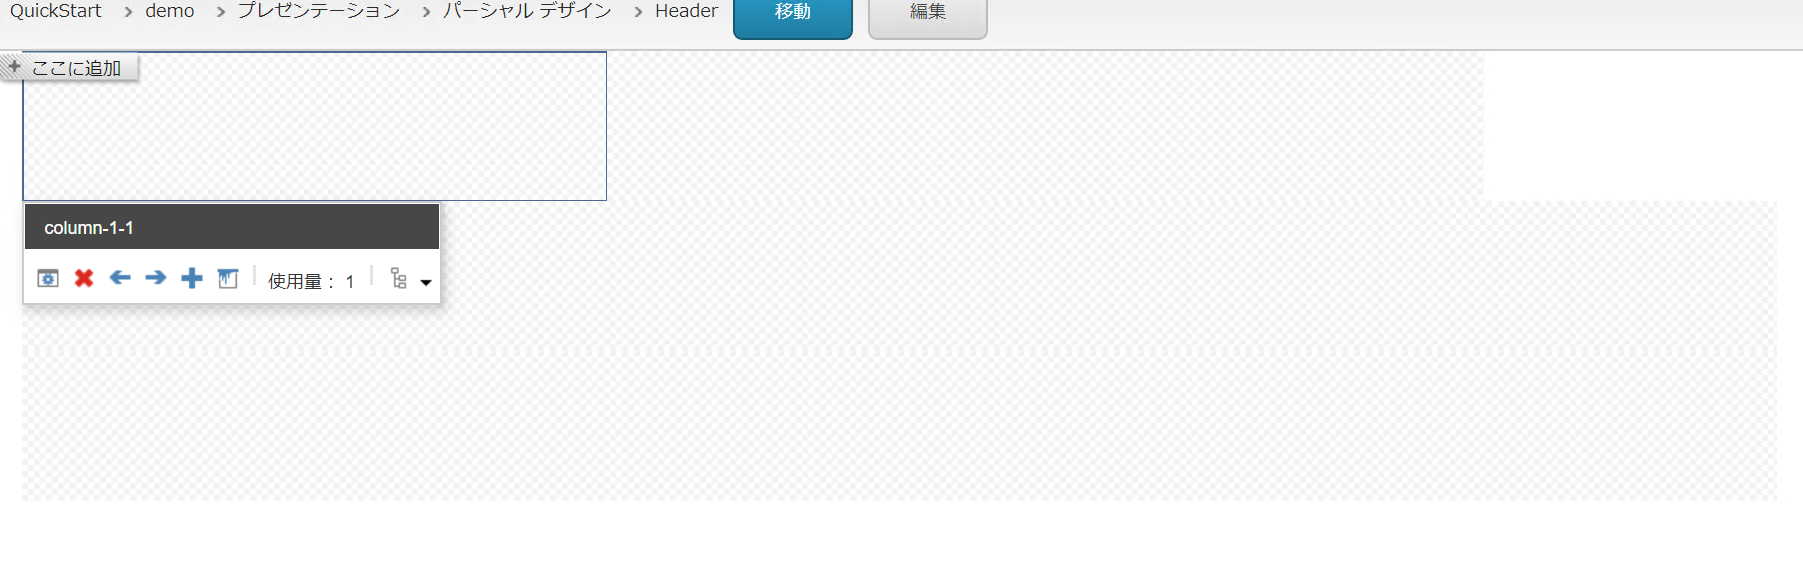 QuickStart > demo > プレゼンテーション > パーシャル デザイン > Header 移動 編集
ここに追加
column-1-1
使用量： 1